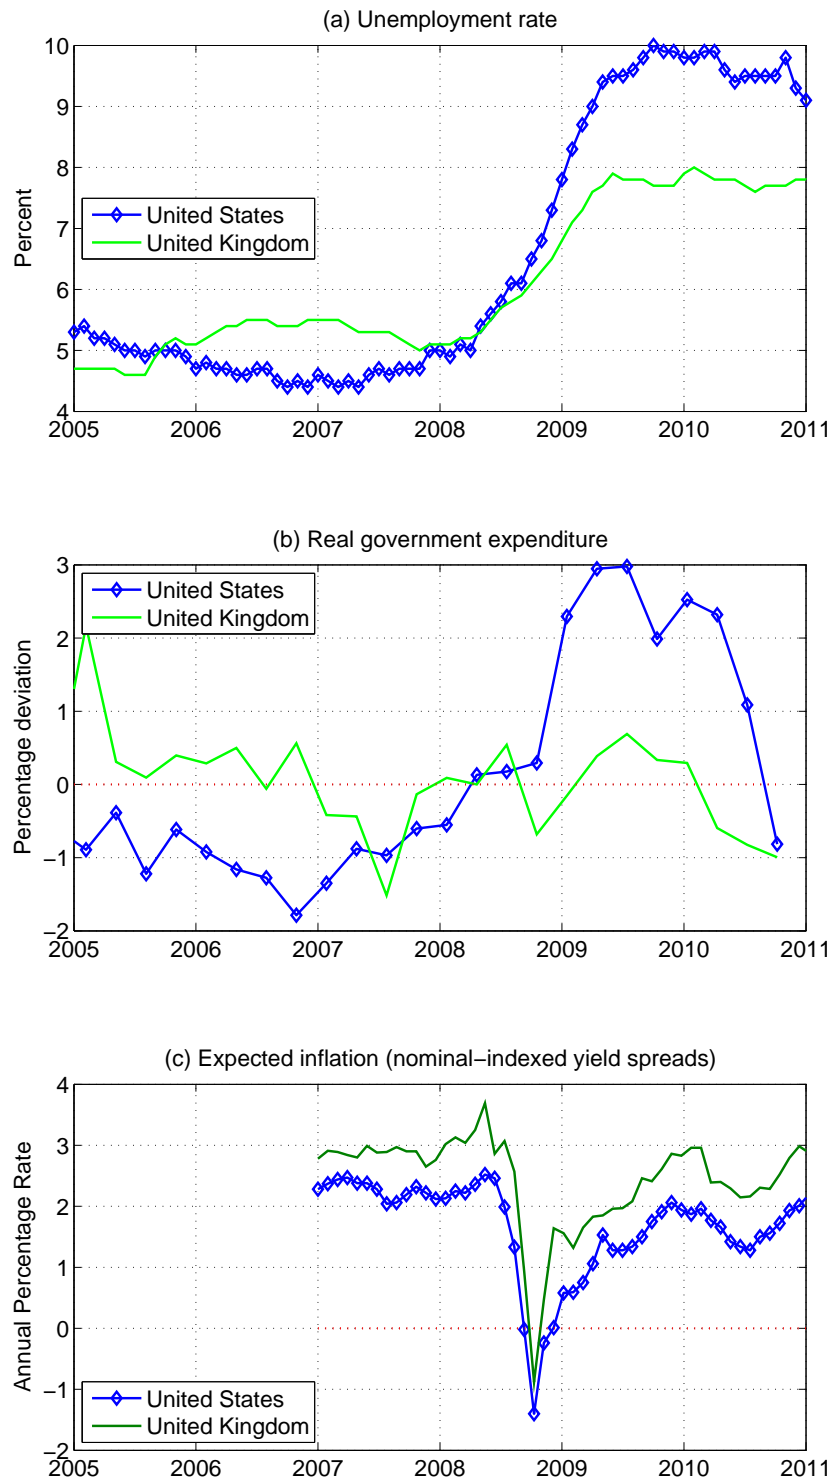 (a) Unemployment rate
10
9
8
7
6
5
4
Percent
United States
United Kingdom
2005 2006 2007 2008 2009 2010 2011
(b) Real government expenditure
3
2
1
0
−1
−2
Percentage deviation
United States
United Kingdom
2005 2006 2007 2008 2009 2010 2011
(c) Expected inflation (nominal−indexed yield spreads)
4
3
2
1
0
−1
−2
Annual Percentage Rate
United States
United Kingdom
2005 2006 2007 2008 2009 2010 2011